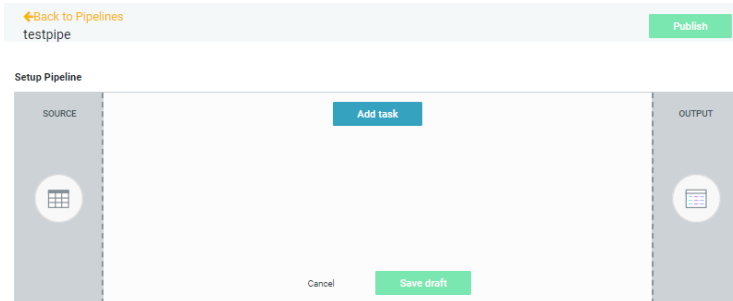 Back to Pipelines
testpipe
Publish
Setup Pipeline
SOURCE
Add task
OUTPUT
Cancel
Save draft